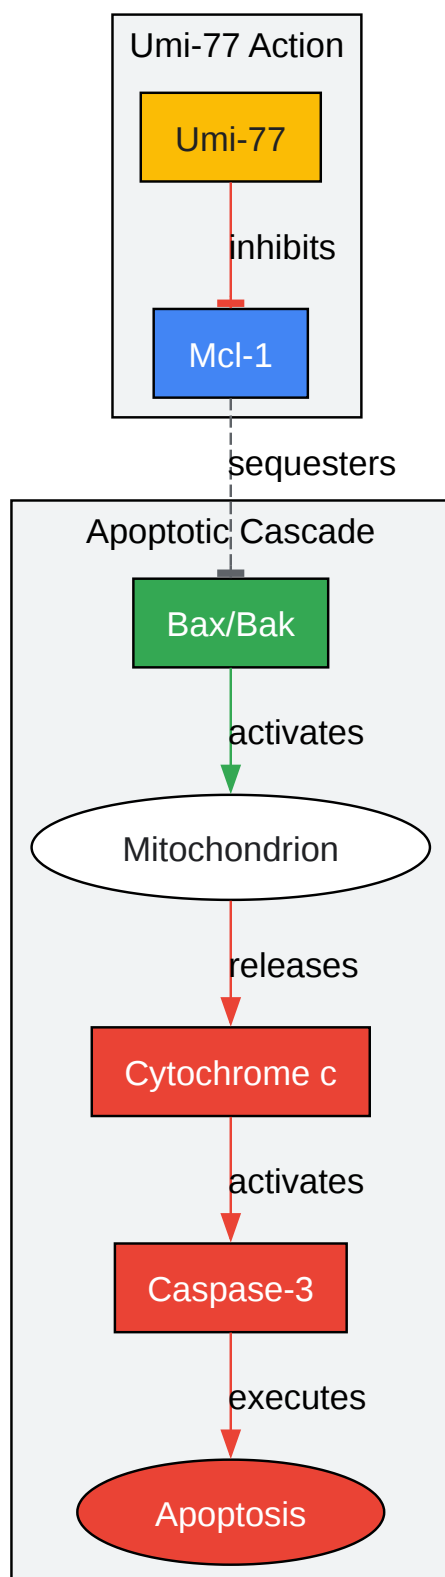 Umi-77 Action
Umi-77
inhibits
Mcl-1
sequesters
Apoptotic Cascade
Bax/Bak
activates
Mitochondrion
releases
Cytochrome c
activates
Caspase-3
executes
Apoptosis